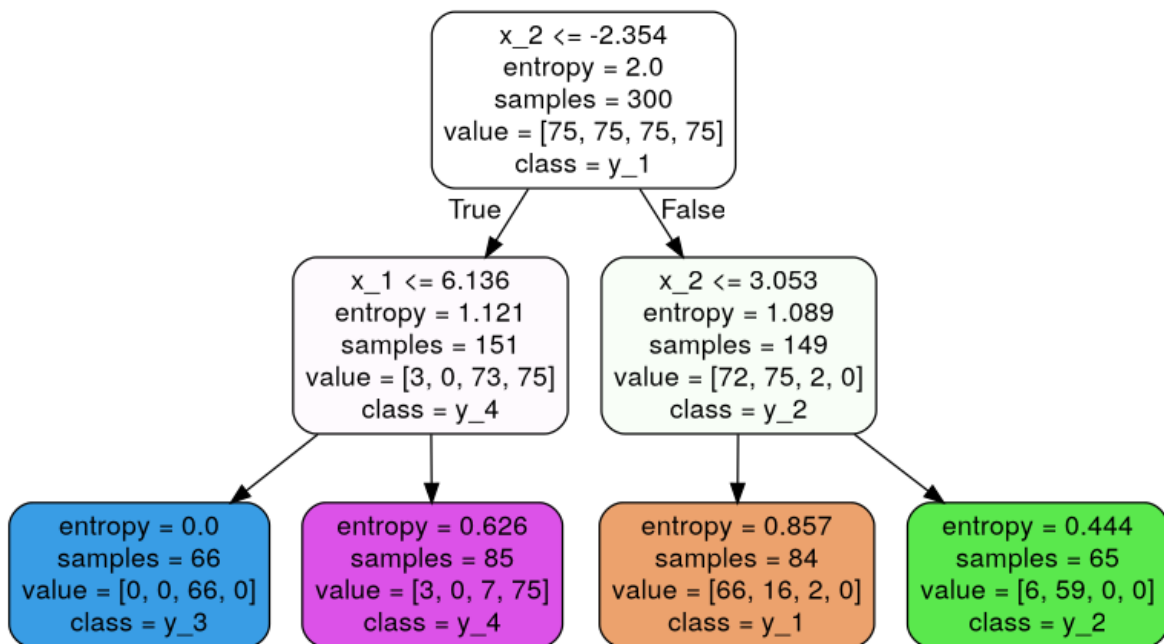 x_2 <= -2.354
entropy = 2.0
samples = 300
value = [75, 75, 75, 75]
class = y_1
True
False
x_1 <= 6.136
entropy = 1.121
samples = 151
value = [3, 0, 73, 75]
class = y_4
x_2 <= 3.053
entropy = 1.089
samples = 149
value = [72, 75, 2, 0]
class = y_2
entropy = 0.0
samples = 66
value = [0, 0, 66, 0]
class = y_3
entropy = 0.626
samples = 85
value = [3, 0, 7, 75]
class = y_4
entropy = 0.857
samples = 84
value = [66, 16, 2, 0]
class = y_1
entropy = 0.444
samples = 65
value = [6, 59, 0, 0]
class = y_2